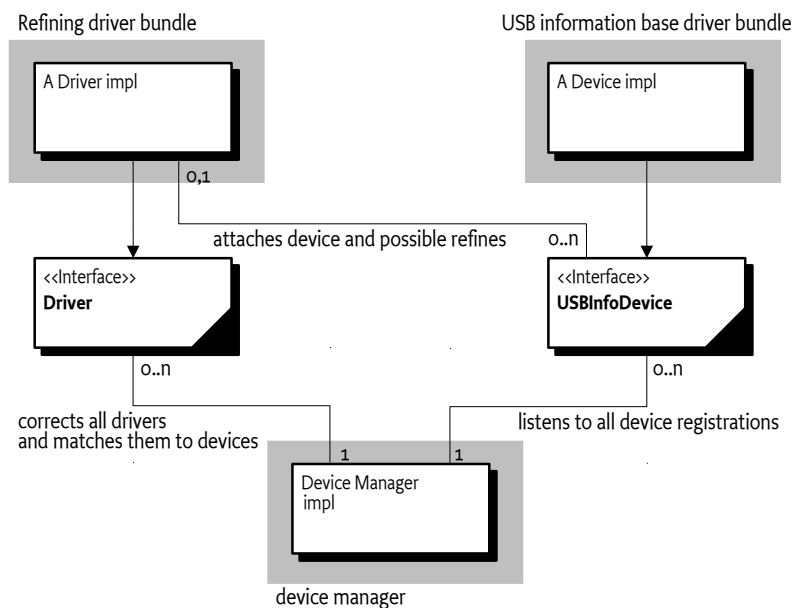 Refining driver bundle
USB information base driver bundle
A Driver impl
A Device impl
0,1
attaches device and possible refines
0..n
<<Interface>>
Driver
<<Interface>>
USBInfoDevice
0..n
0..n
corrects all drivers
and matches them to devices
listens to all device registrations
1
1
Device Manager
impl
device manager